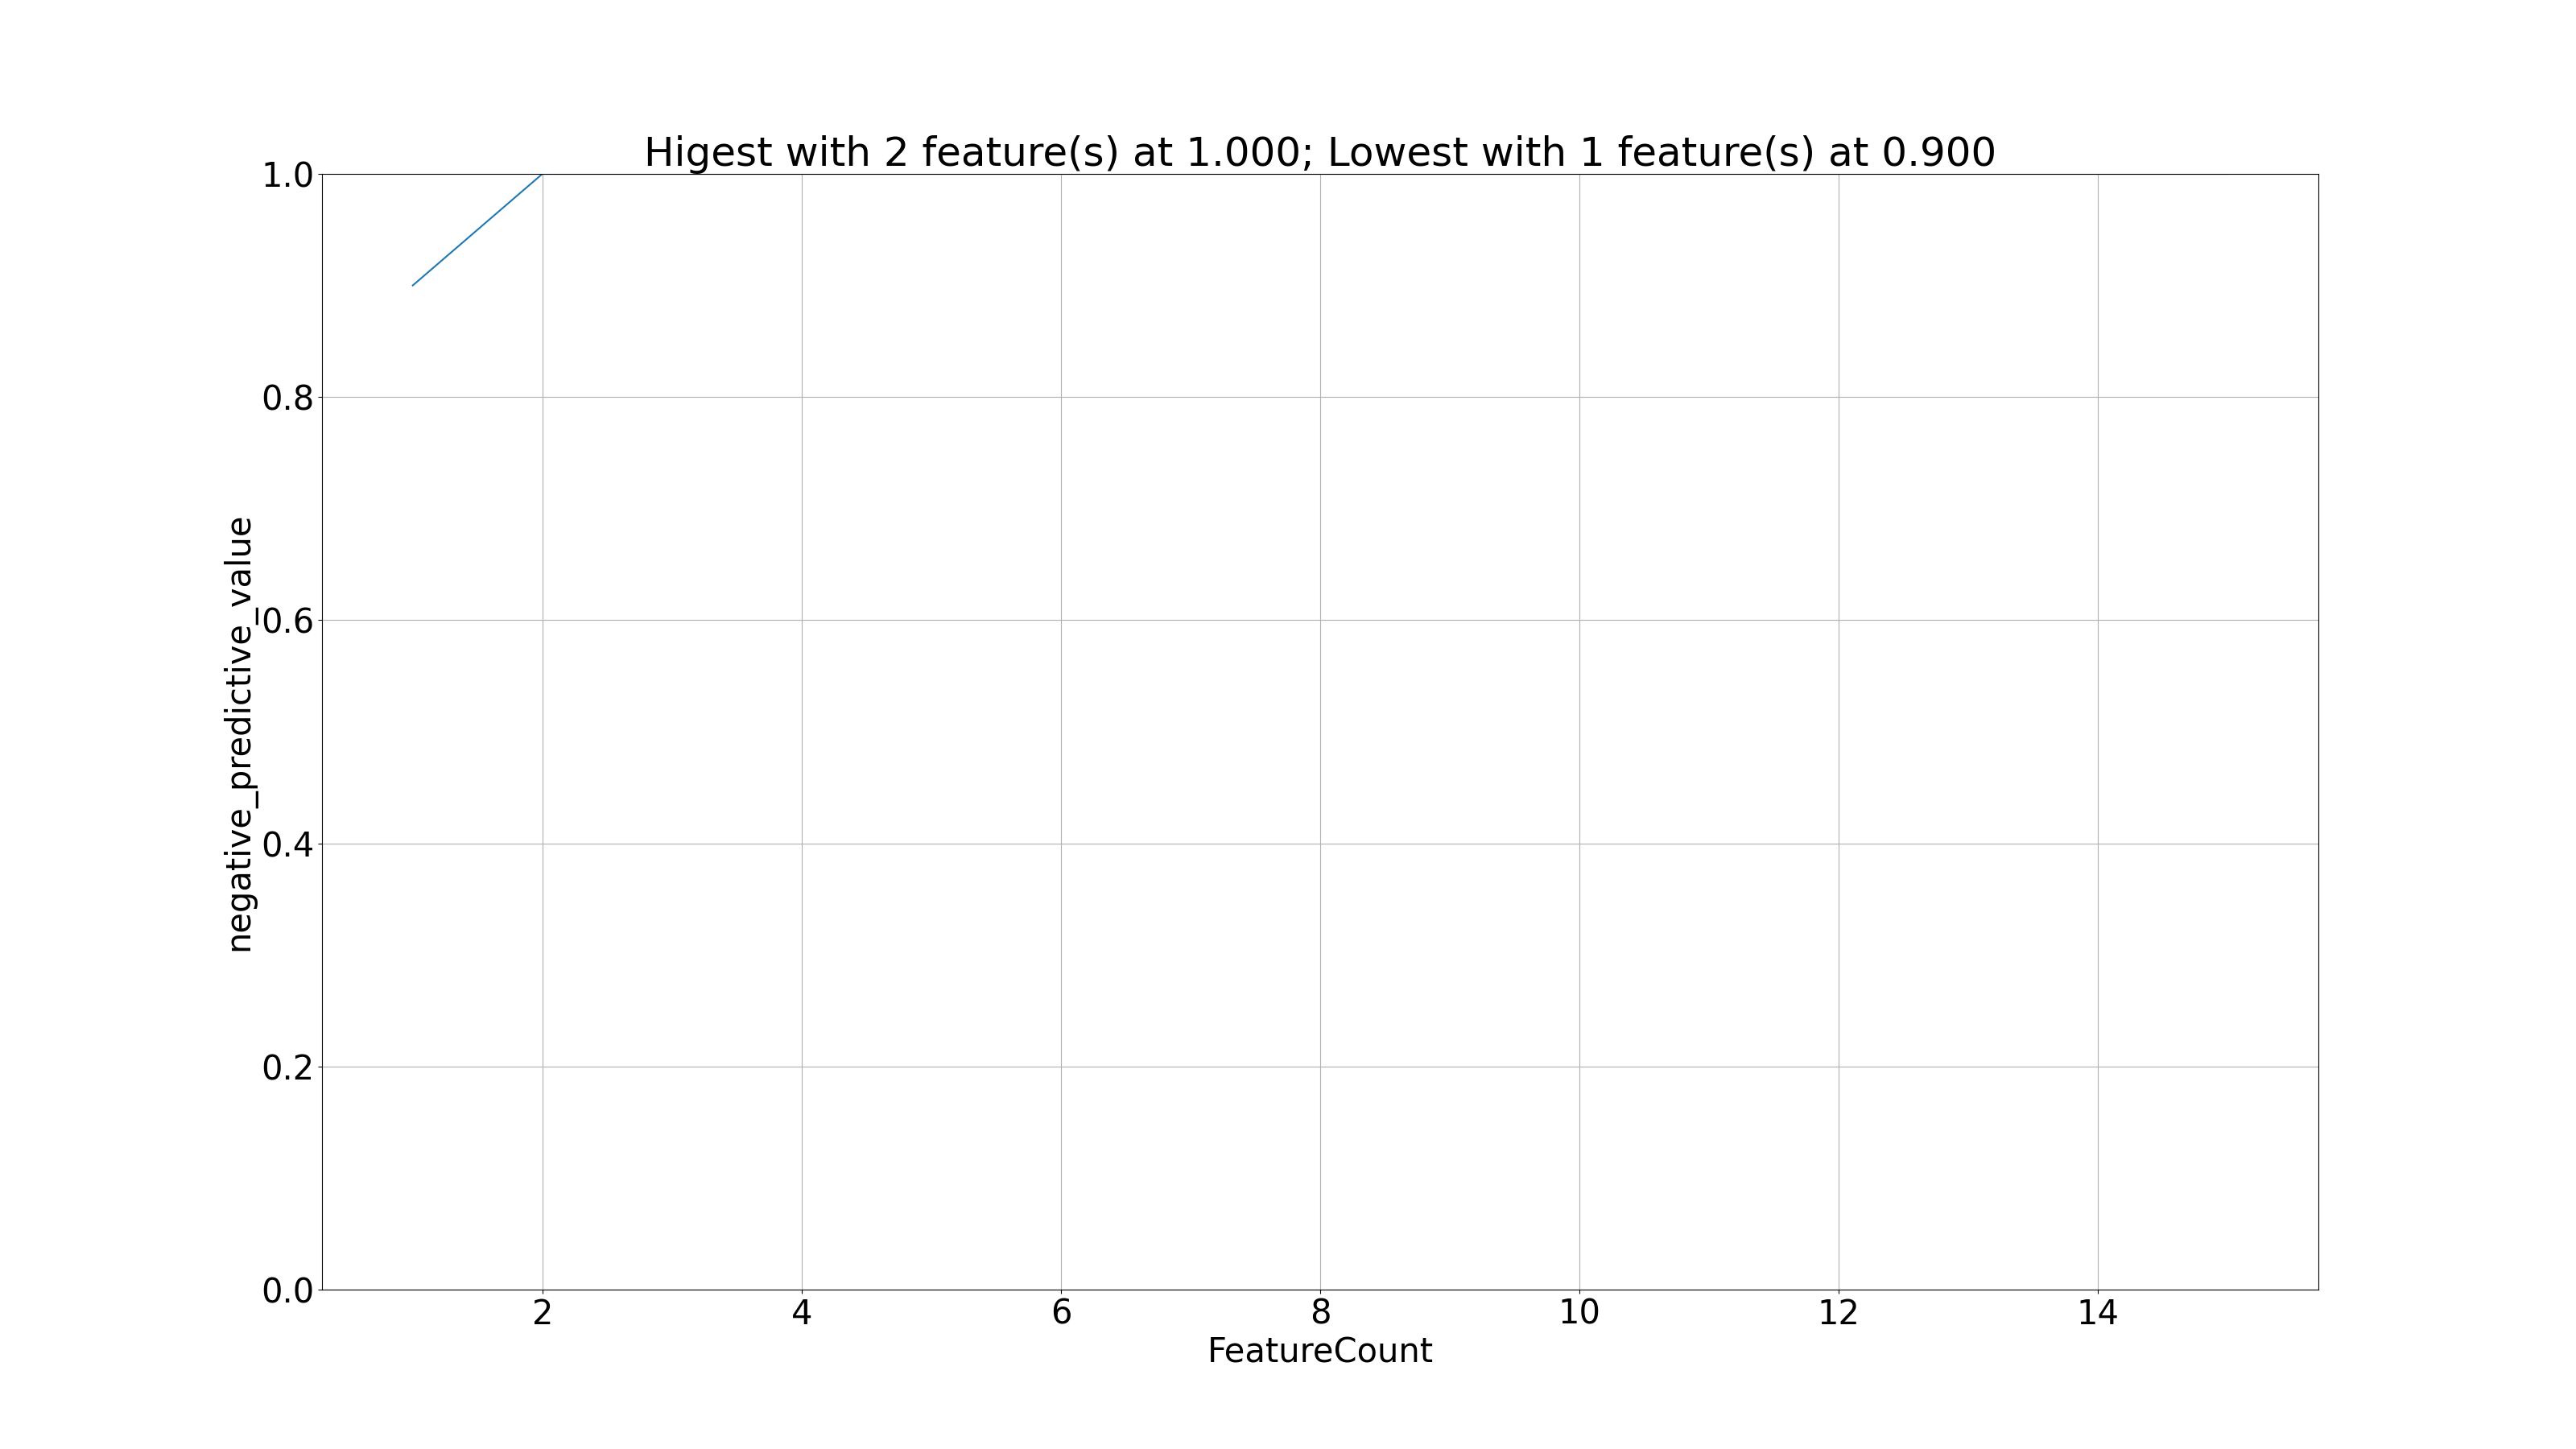 Higest with 2 feature(s) at 1.000; Lowest with 1 feature(s) at 0.900
1.0
0.8
0.6
0.4
0.2
0.0
negative_predictive_value
2 4 6 8 10 12 14
FeatureCount